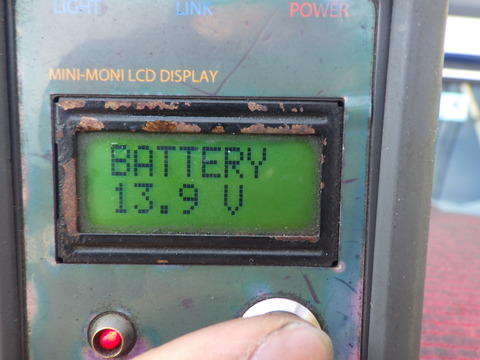 LIGHT LINK POWER
MINI-MONI LCD DISPLAY
BATTERY
13.9 V